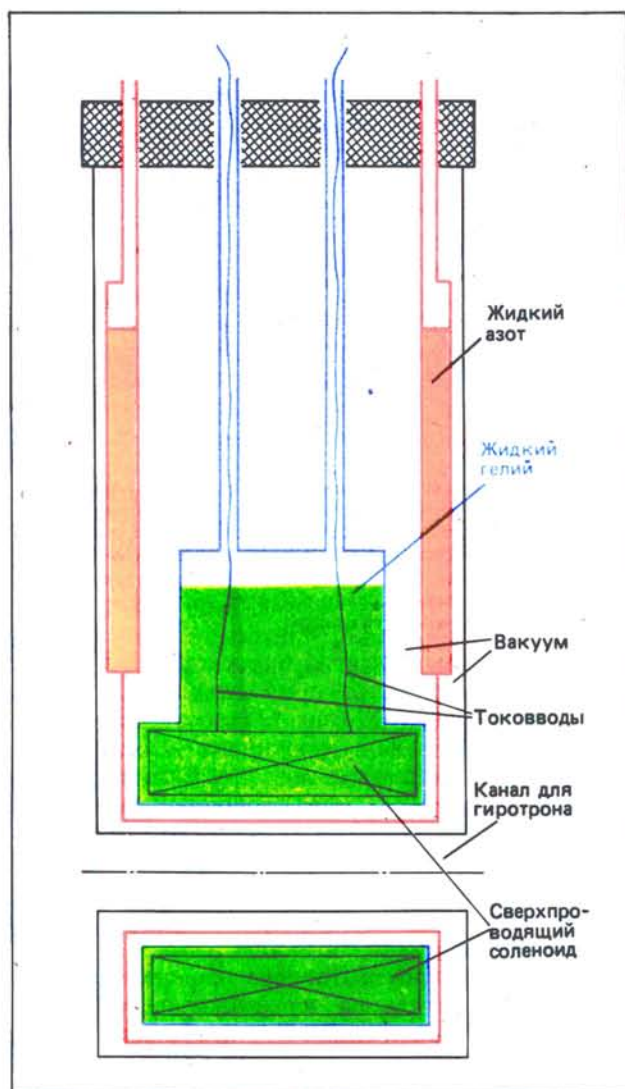 Жидкий
азот
Жидкий
гелий
Вакуум
Токовводы
Канал для
гиротрона
Сверхпро-
водящий
соленоид